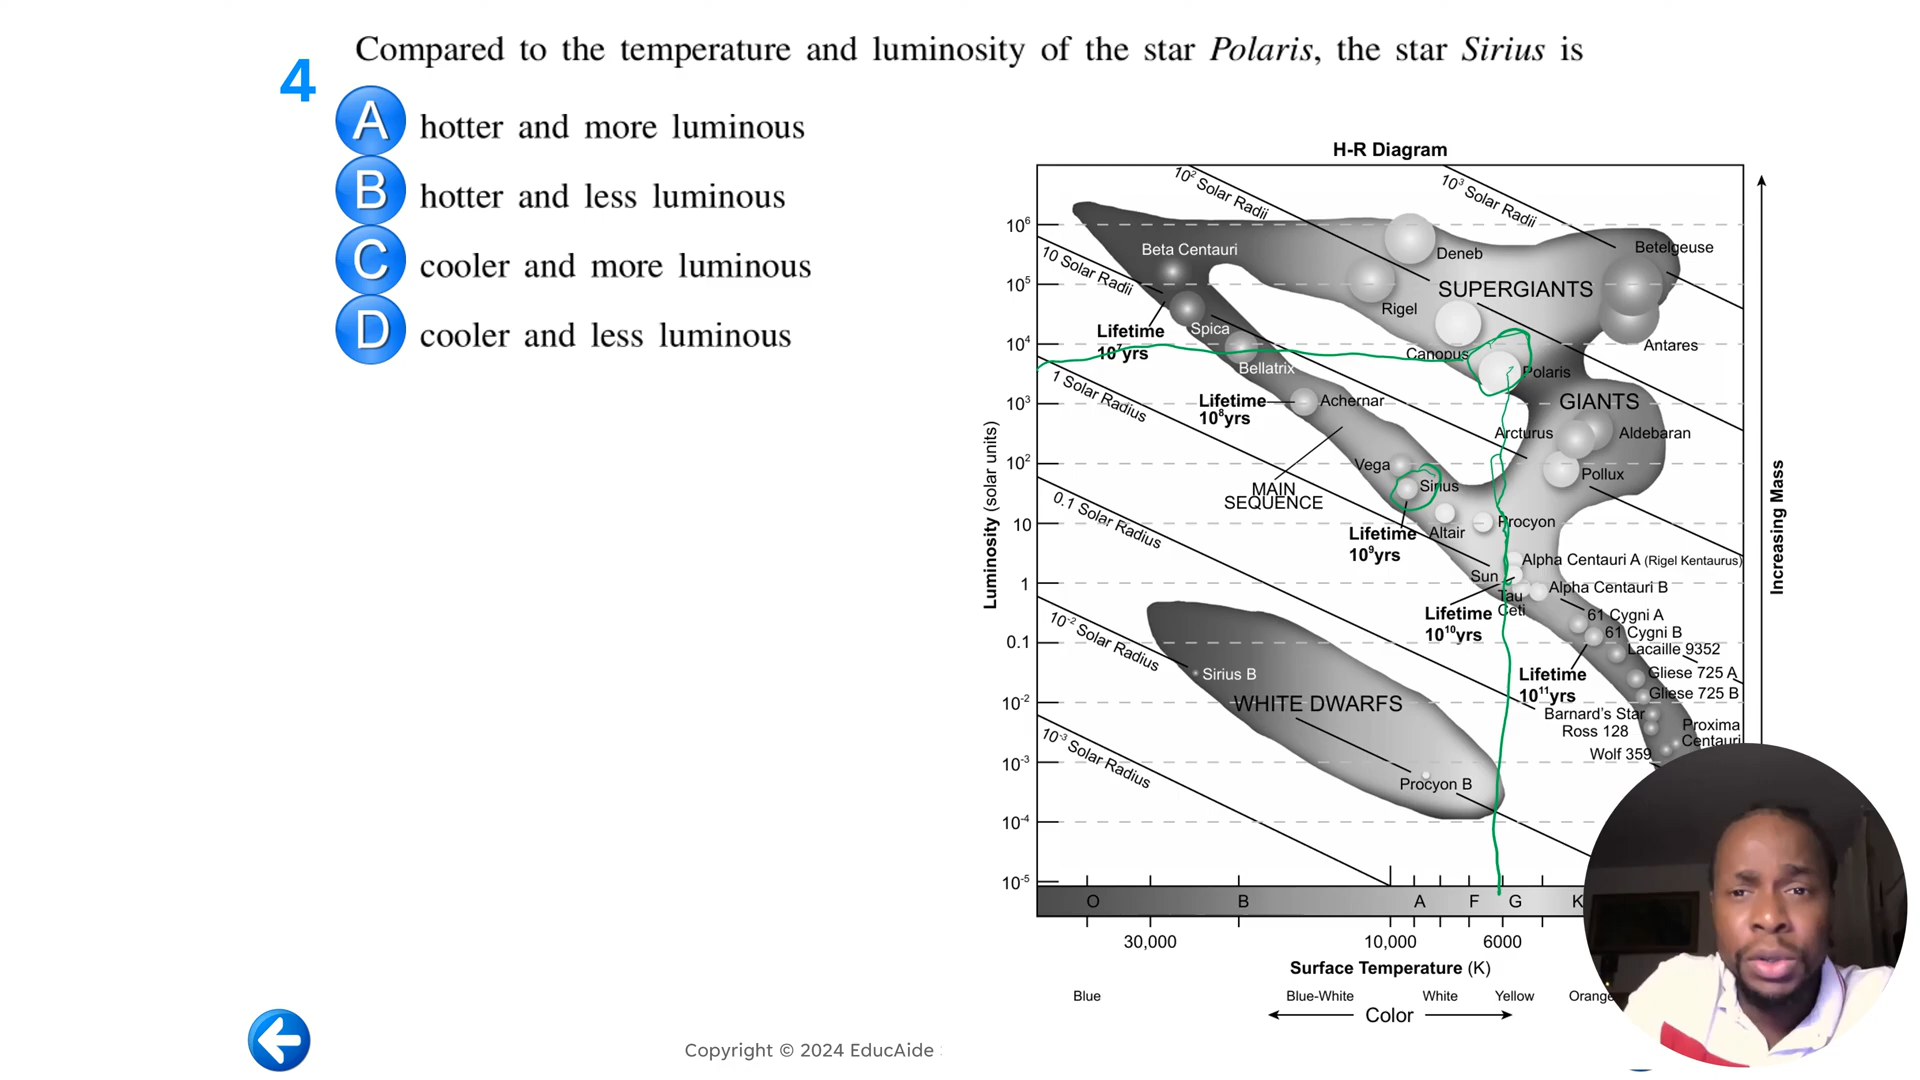 Compared to the temperature and luminosity of the star Polaris, the star Sirius is
4
A hotter and more luminous
B hotter and less luminous
C cooler and more luminous
D cooler and less luminous
H-R Diagram
10² Solar Radii
10³ Solar Radii
10⁶
Beta Centauri
Deneb
Betelgeuse
10 Solar Radii
10⁵
SUPERGIANTS
Rigel
Spica
Lifetime
10⁷yrs
10⁴
Canopus
Antares
Bellatrix
Polaris
1 Solar Radius
Lifetime
10⁸yrs
Achernar
10³
GIANTS
Arcturus
Aldebaran
10²
Vega
Pollux
Sirius
MAIN
SEQUENCE
0.1 Solar Radius
10
Altair
Procyon
Lifetime
10⁹yrs
Alpha Centauri A (Rigel Kentaurus)
Sun
1
Alpha Centauri B
Tau
Ceti
Lifetime
10¹⁰yrs
61 Cygni A
61 Cygni B
10⁻² Solar Radius
0.1
Lacaille 9352
Sirius B
Lifetime
10¹¹yrs
Gliese 725 A
Gliese 725 B
10⁻²
WHITE DWARFS
Barnard's Star
Ross 128
Proxima
Centauri
10⁻³ Solar Radius
Wolf 359
10⁻³
Procyon B
10⁻⁴
10⁻⁵
Luminosity (solar units)
Increasing Mass
O B A F G K
30,000 10,000 6000
Surface Temperature (K)
Blue Blue-White White Yellow Orange
Color
Copyright © 2024 EducAide